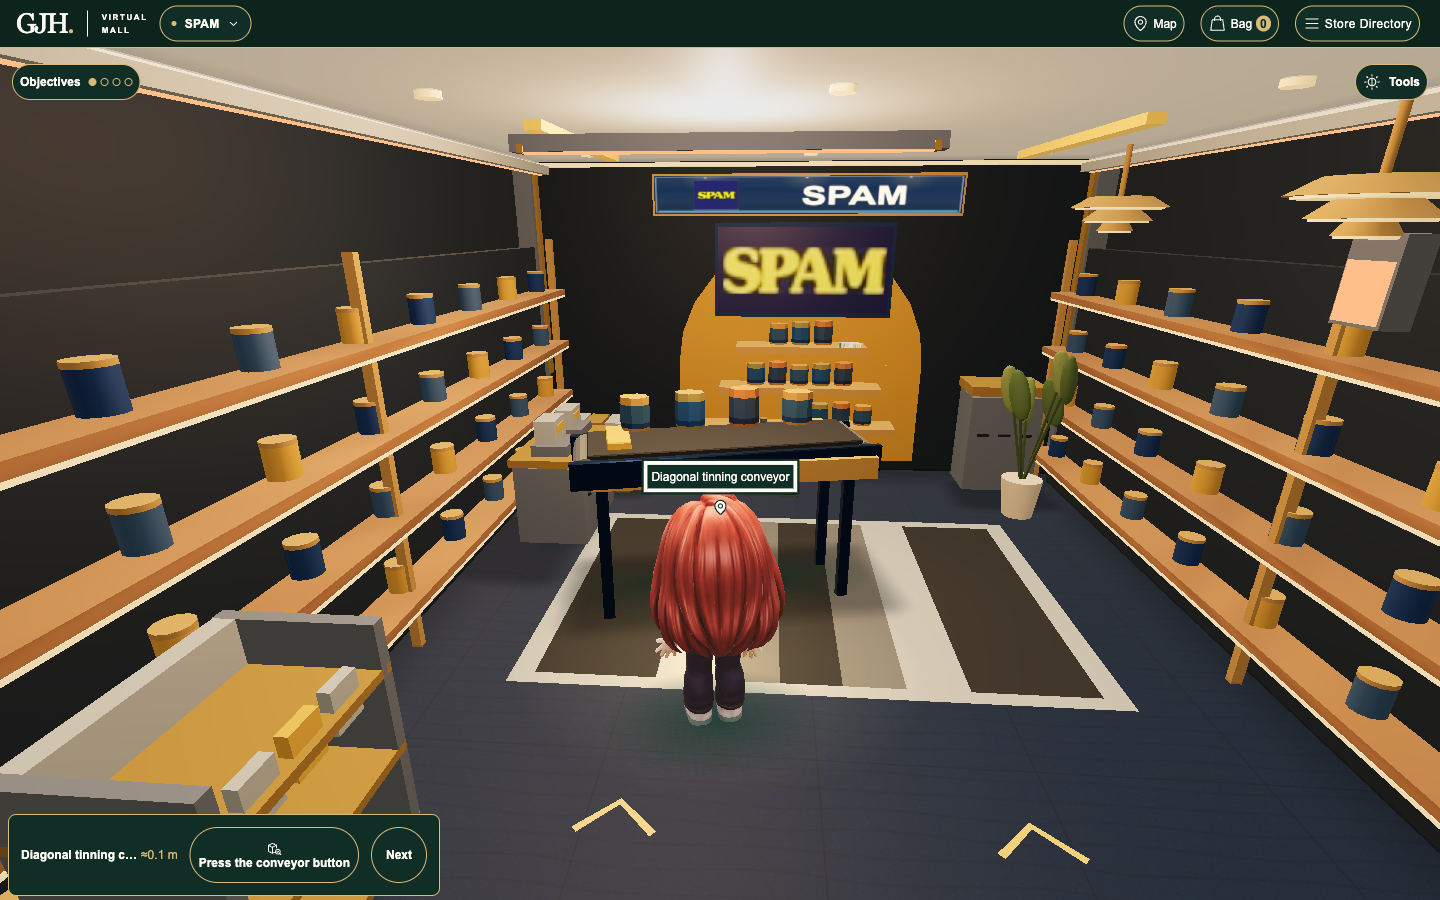 GJH.
VIRTUAL
MALL
SPAM
Map
Bag 0
Store Directory
Objectives
Tools
SPAM
SPAM
SPAM
Diagonal tinning conveyor
Diagonal tinning c... ≈0.1 m
Press the conveyor button
Next